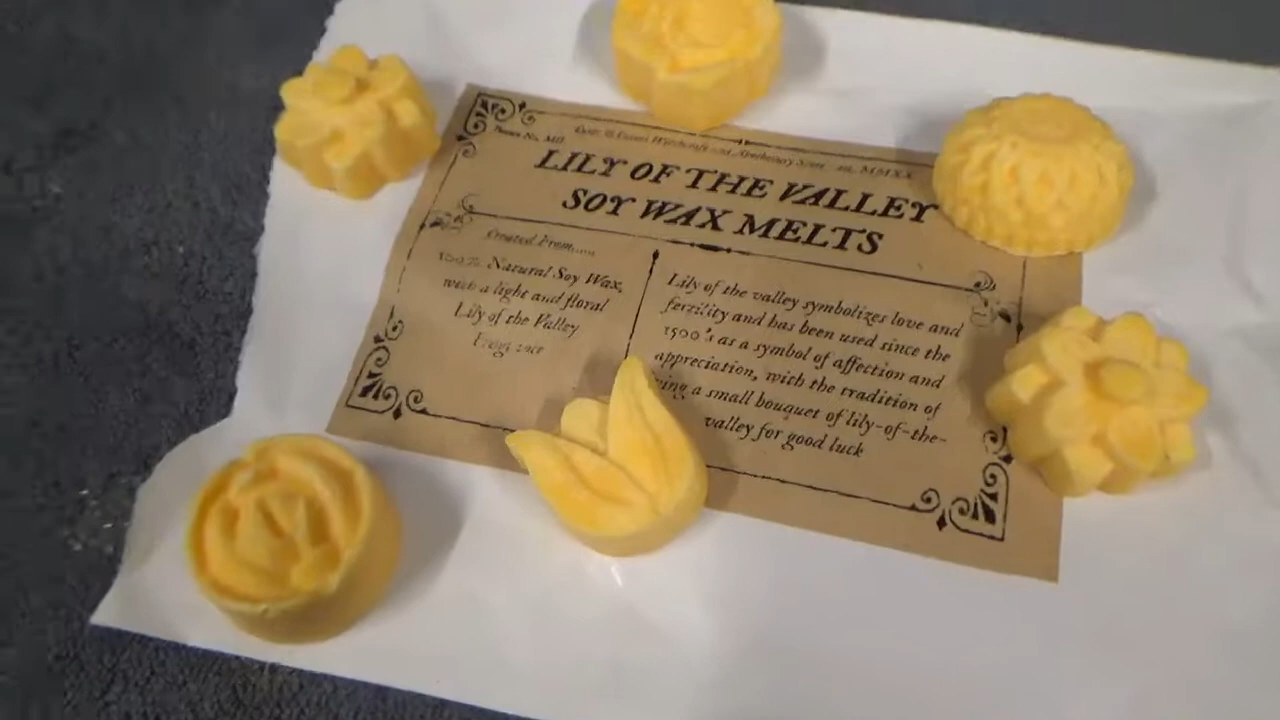 LILY OF THE VALLEY
SOY WAX MELTS
Created From.....
100% Natural Soy Wax,
with a light and floral
Lily of the Valley
Lily of the valley symbolizes love and
fertility and has been used since the
1500's as a symbol of affection and
appreciation, with the tradition of
a small bouquet of lily-of-the-
valley for good luck